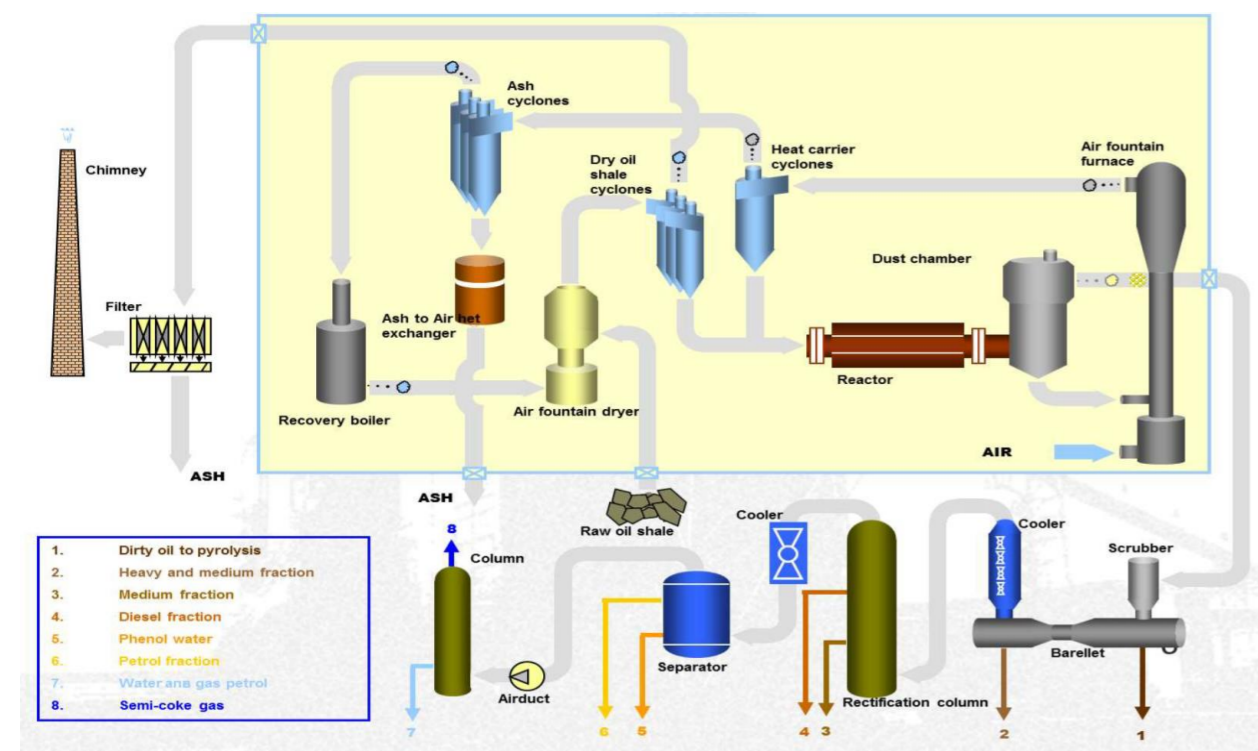 Ash
cyclones
Air fountain
furnace
Heat carrier
cyclones
Dry oil
shale
cyclones
Chimney
Dust chamber
Filter
Ash to Air het
exchanger
Reactor
Air fountain dryer
Recovery boiler
AIR
ASH
ASH
Raw oil shale
Cooler
Cooler
8
Column
Scrubber
Barellet
Separator
Airduct
Rectification column
7
6
5
4
3
2
1
1. Dirty oil to pyrolysis
2. Heavy and medium fraction
3. Medium fraction
4. Diesel fraction
5. Phenol water
6. Petrol fraction
7. Water anв gas petrol
8. Semi-coke gas